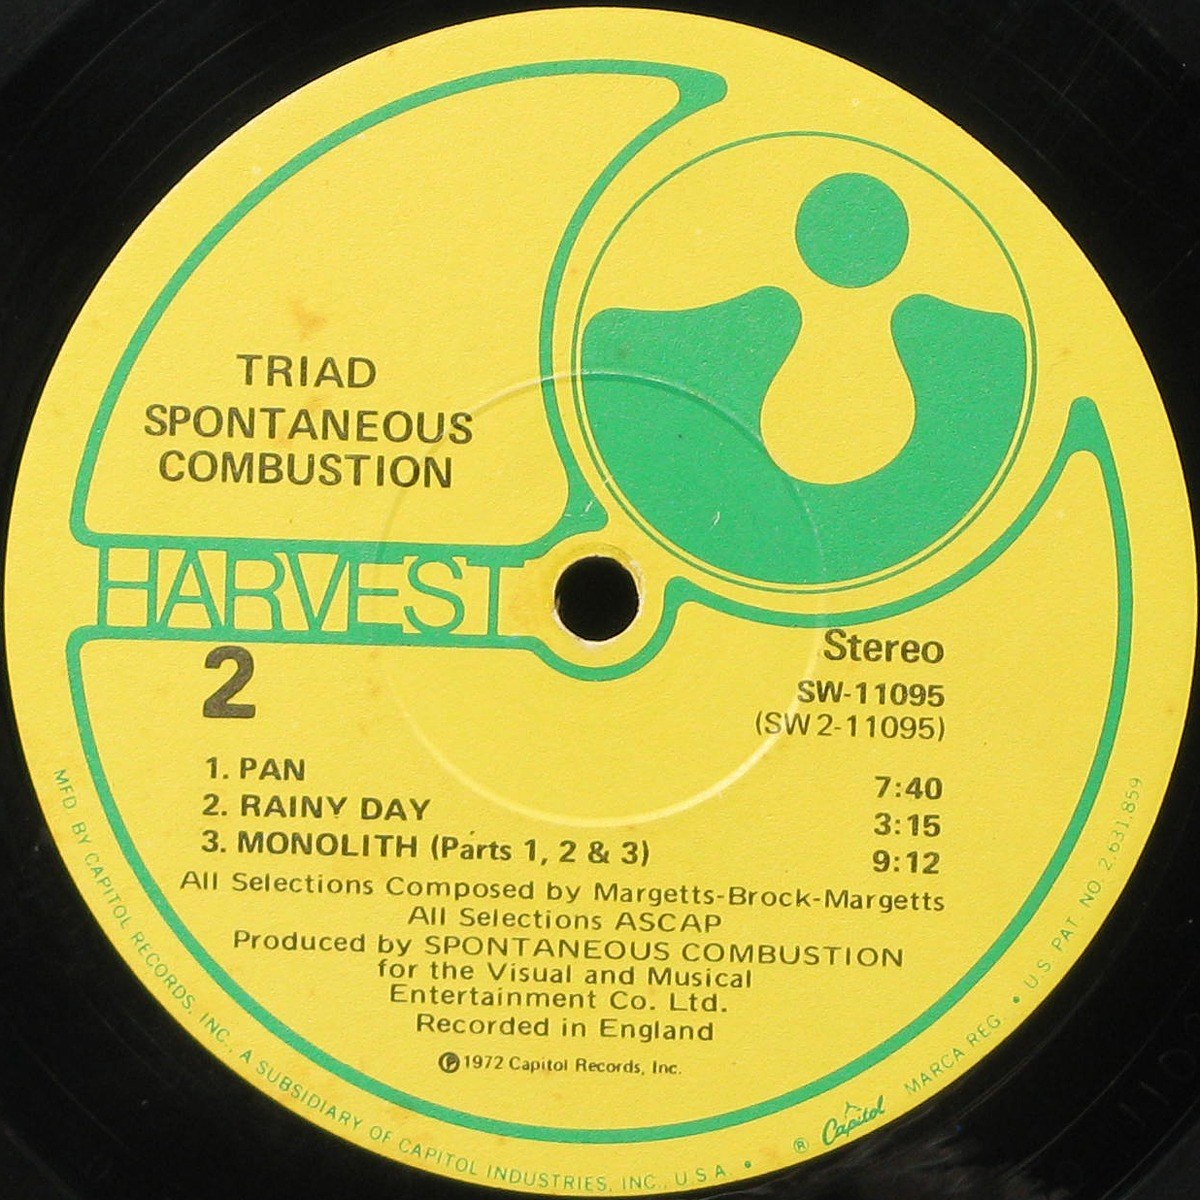 TRIAD
SPONTANEOUS
COMBUSTION
HARVEST
2
Stereo
SW-11095
(SW 2-11095)
1. PAN 7:40
2. RAINY DAY 3:15
3. MONOLITH (Parts 1, 2 & 3) 9:12
All Selections Composed by Margetts-Brock-Margetts
All Selections ASCAP
Produced by SPONTANEOUS COMBUSTION
for the Visual and Musical
Entertainment Co. Ltd.
Recorded in England
Ⓟ 1972 Capitol Records, Inc.
MFD. BY CAPITOL RECORDS, INC., A SUBSIDIARY OF CAPITOL INDUSTRIES, INC., U.S.A. • ® Capitol MARCA REG. • U.S. PAT. NO. 2,631,859